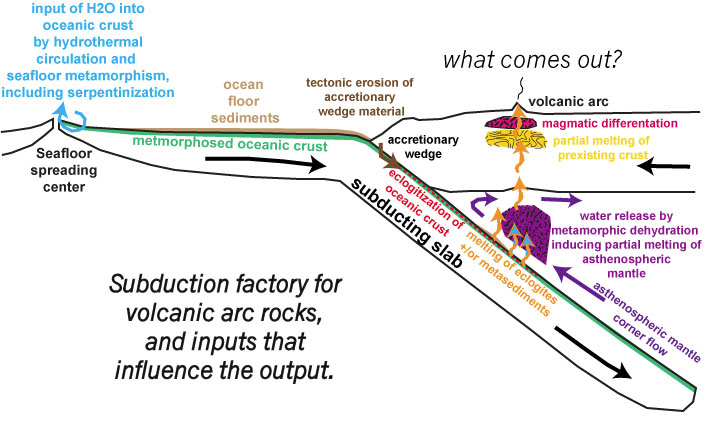 input of H2O into
oceanic crust
by hydrothermal
circulation and
seafloor metamorphism,
including serpentinization
ocean
floor
sediments
tectonic erosion of
accretionary
wedge material
what comes out?
volcanic arc
magmatic differentiation
partial melting of
prexisting crust
Seafloor
spreading
center
metmorphosed oceanic crust
accretionary
wedge
eclogitization of
oceanic crust
subducting slab
melting of eclogites
+/or metasediments
water release by
metamorphic dehydration
inducing partial melting of
asthenospheric
mantle
asthenospheric mantle
corner flow
Subduction factory for
volcanic arc rocks,
and inputs that
influence the output.